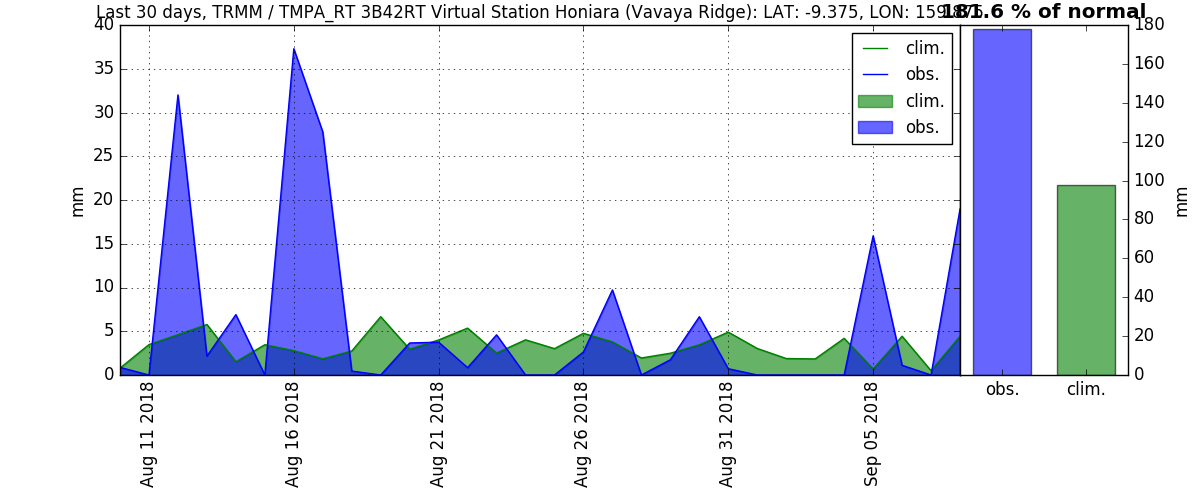 Last 30 days, TRMM / TMPA_RT 3B42RT Virtual Station Honiara (Vavaya Ridge): LAT: -9.375, LON:
181.6 % of normal
40
35
30
25
20
15
10
5
0
mm
clim.
obs.
clim.
obs.
180
160
140
120
100
80
60
40
20
0
mm
obs.
clim.
Aug 11 2018
Aug 16 2018
Aug 21 2018
Aug 26 2018
Aug 31 2018
Sep 05 2018